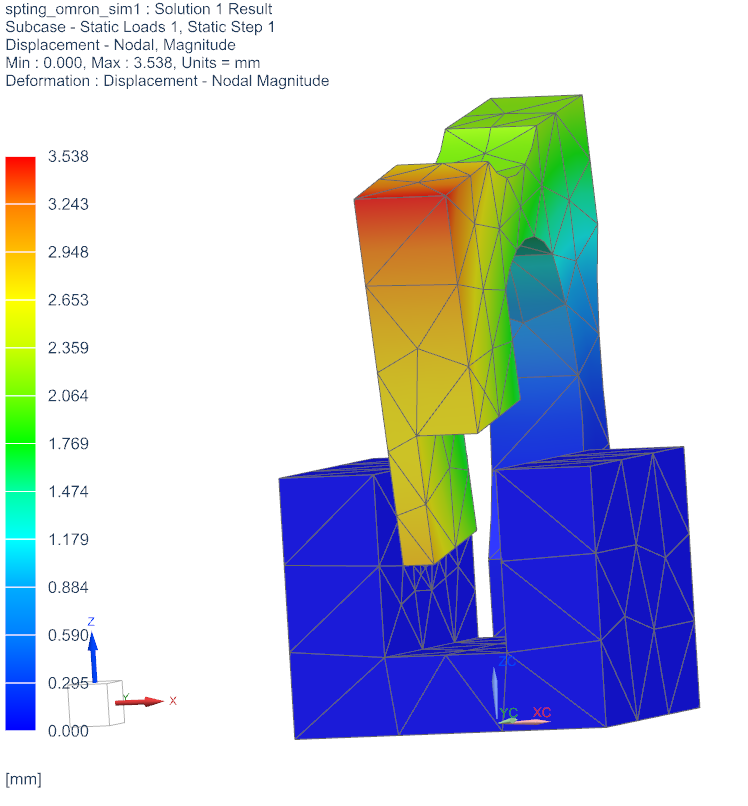 spting_omron_sim1 : Solution 1 Result
Subcase - Static Loads 1, Static Step 1
Displacement - Nodal, Magnitude
Min : 0.000, Max : 3.538, Units = mm
Deformation : Displacement - Nodal Magnitude
3.538
3.243
2.948
2.653
2.359
2.064
1.769
1.474
1.179
0.884
0.590
0.295
0.000
Z
Y
X
ZC
YC
XC
[mm]